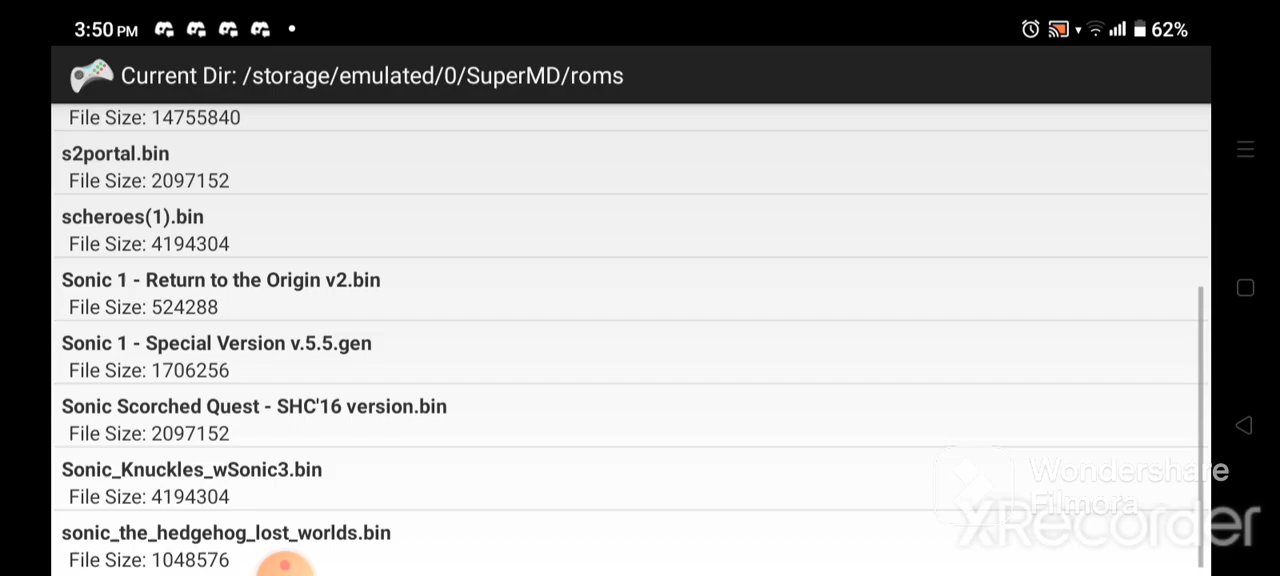 3:50 PM
62%
Current Dir: /storage/emulated/0/SuperMD/roms
File Size: 14755840
s2portal.bin
File Size: 2097152
scheroes(1).bin
File Size: 4194304
Sonic 1 - Return to the Origin v2.bin
File Size: 524288
Sonic 1 - Special Version v.5.5.gen
File Size: 1706256
Sonic Scorched Quest - SHC'16 version.bin
File Size: 2097152
Sonic_Knuckles_wSonic3.bin
File Size: 4194304
sonic_the_hedgehog_lost_worlds.bin
File Size: 1048576
Wondershare
Filmora
XRecorder